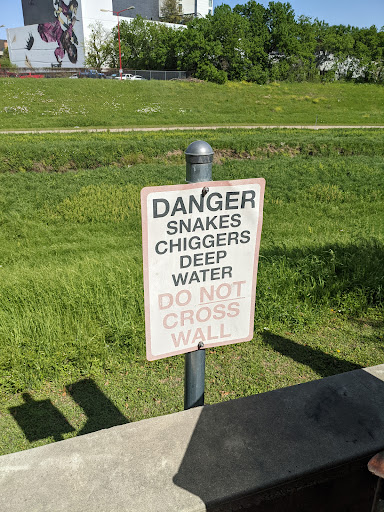 DANGER
SNAKES
CHIGGERS
DEEP
WATER
DO NOT
CROSS
WALL